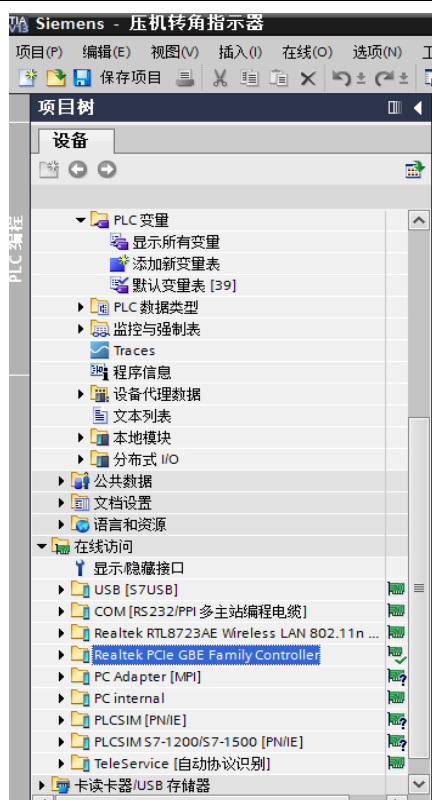 TIA V13 Siemens - 压机转角指示器
项目(P) 编辑(E) 视图(V) 插入(I) 在线(O) 选项(N) 工
保存项目
项目树
设备
PLC 编程
PLC 变量
显示所有变量
添加新变量表
默认变量表 [39]
PLC 数据类型
监控与强制表
Traces
程序信息
设备代理数据
文本列表
本地模块
分布式 I/O
公共数据
文档设置
语言和资源
在线访问
显示/隐藏接口
USB [S7USB]
COM [RS232/PPI 多主站编程电缆]
Realtek RTL8723AE Wireless LAN 802.11n ...
Realtek PCIe GBE Family Controller
PC Adapter [MPI]
PC internal
PLCSIM [PN/IE]
PLCSIM S7-1200/S7-1500 [PN/IE]
TeleService [自动协议识别]
卡读卡器/USB 存储器